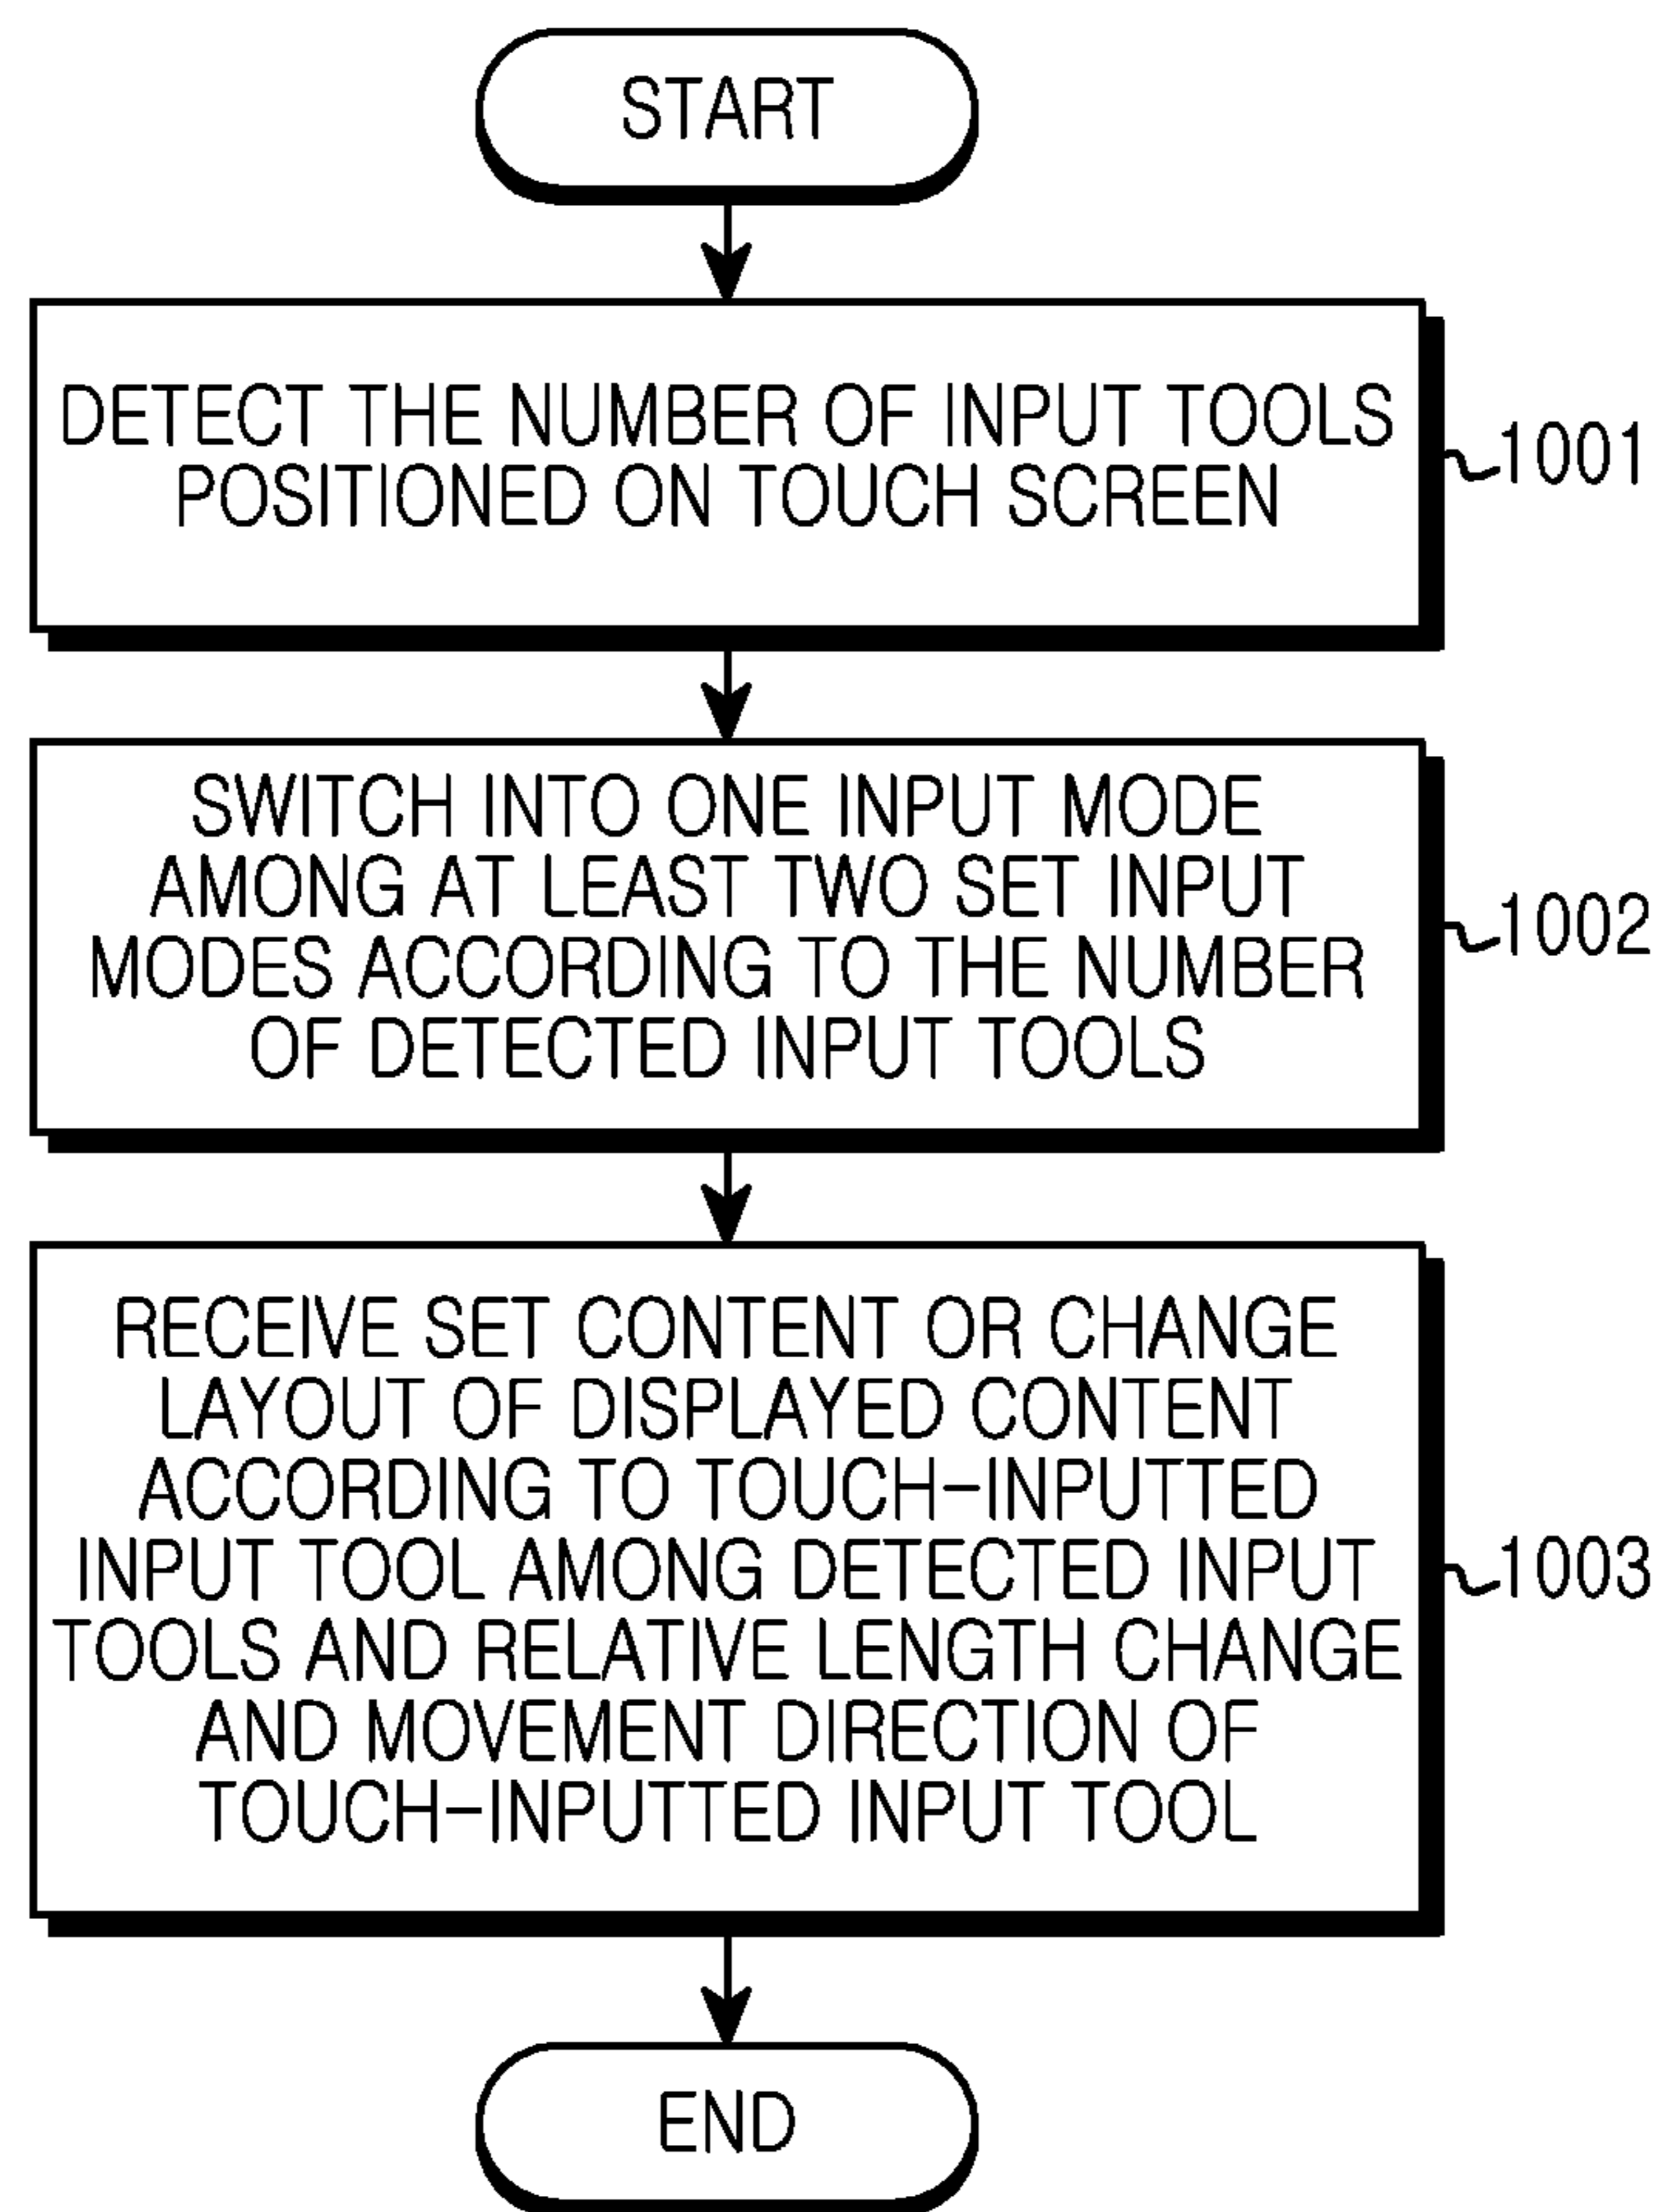 START
DETECT THE NUMBER OF INPUT TOOLS
POSITIONED ON TOUCH SCREEN
1001
SWITCH INTO ONE INPUT MODE
AMONG AT LEAST TWO SET INPUT
MODES ACCORDING TO THE NUMBER
OF DETECTED INPUT TOOLS
1002
RECEIVE SET CONTENT OR CHANGE
LAYOUT OF DISPLAYED CONTENT
ACCORDING TO TOUCH-INPUTTED
INPUT TOOL AMONG DETECTED INPUT
TOOLS AND RELATIVE LENGTH CHANGE
AND MOVEMENT DIRECTION OF
TOUCH-INPUTTED INPUT TOOL
1003
END